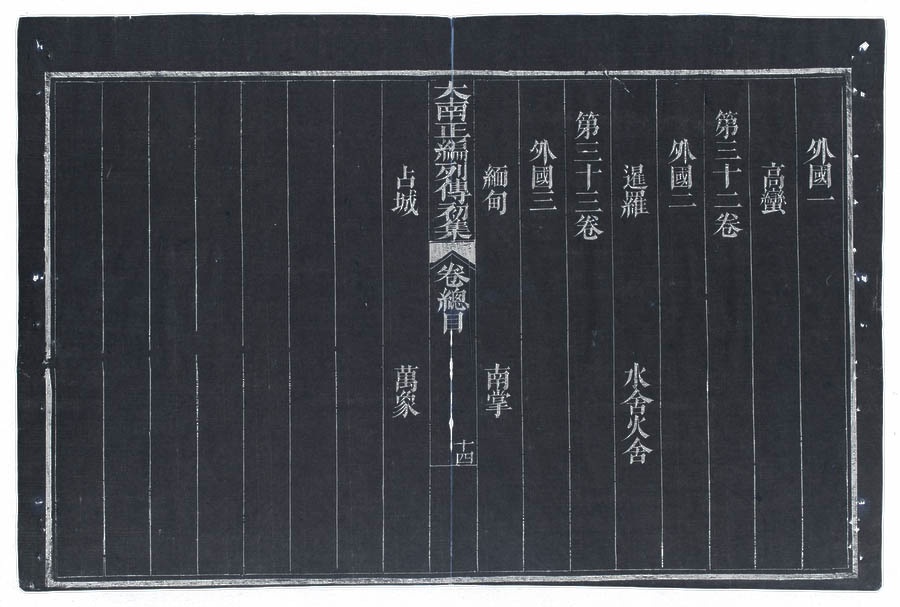 外國一
高蠻
第三十二卷
外國二
暹羅 水舍火舍
第三十三卷
外國三
緬甸 南掌
大南正編列傳初集 卷總目 十四
占城 萬象